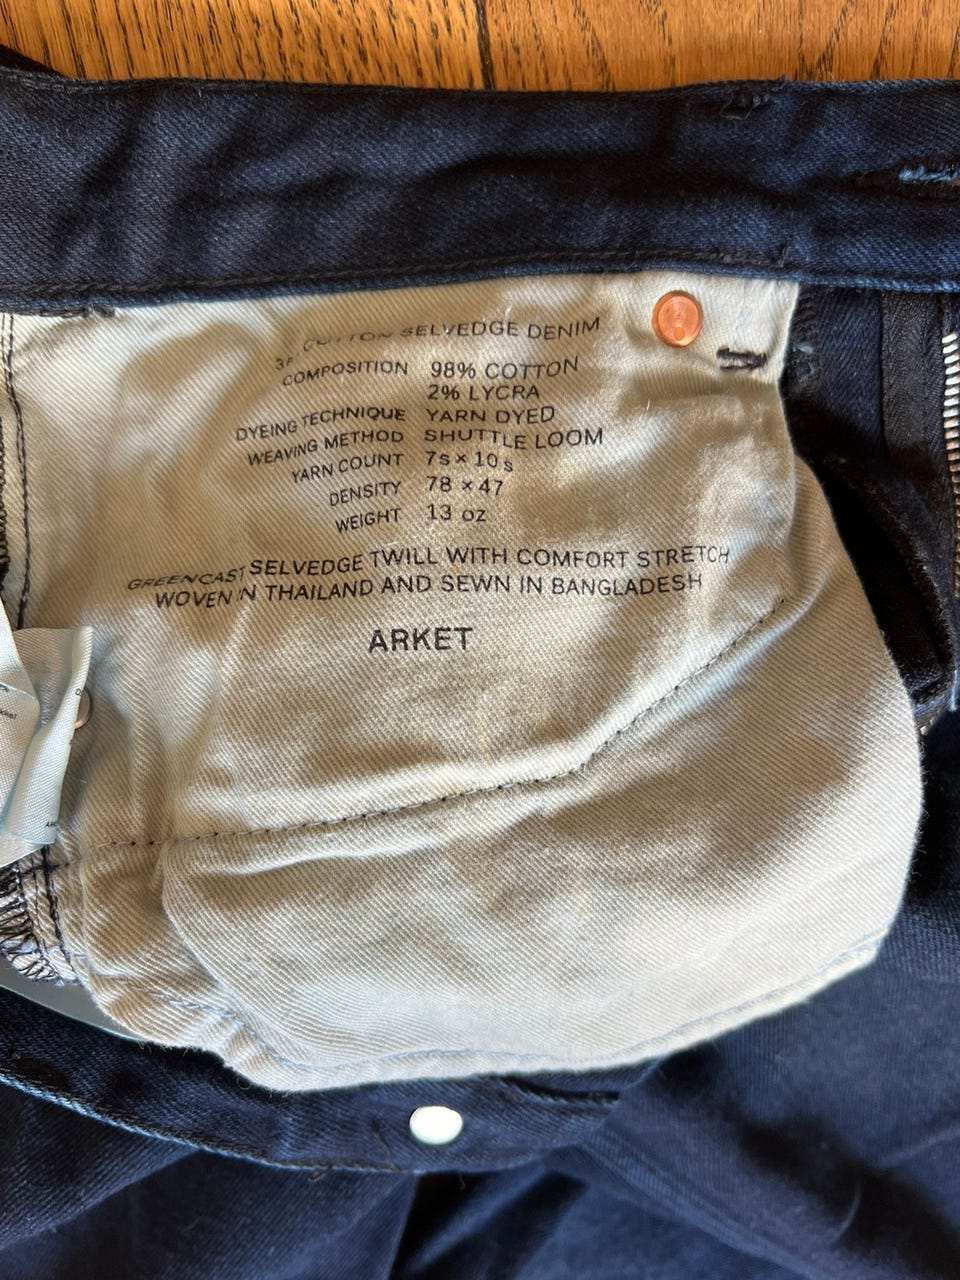 COTTON SELVEDGE DENIM
COMPOSITION 98% COTTON
2% LYCRA
DYEING TECHNIQUE YARN DYED
WEAVING METHOD SHUTTLE LOOM
YARN COUNT 7s × 10s
DENSITY 78 × 47
WEIGHT 13 oz
GREENCAST SELVEDGE TWILL WITH COMFORT STRETCH
WOVEN IN THAILAND AND SEWN IN BANGLADESH
ARKET